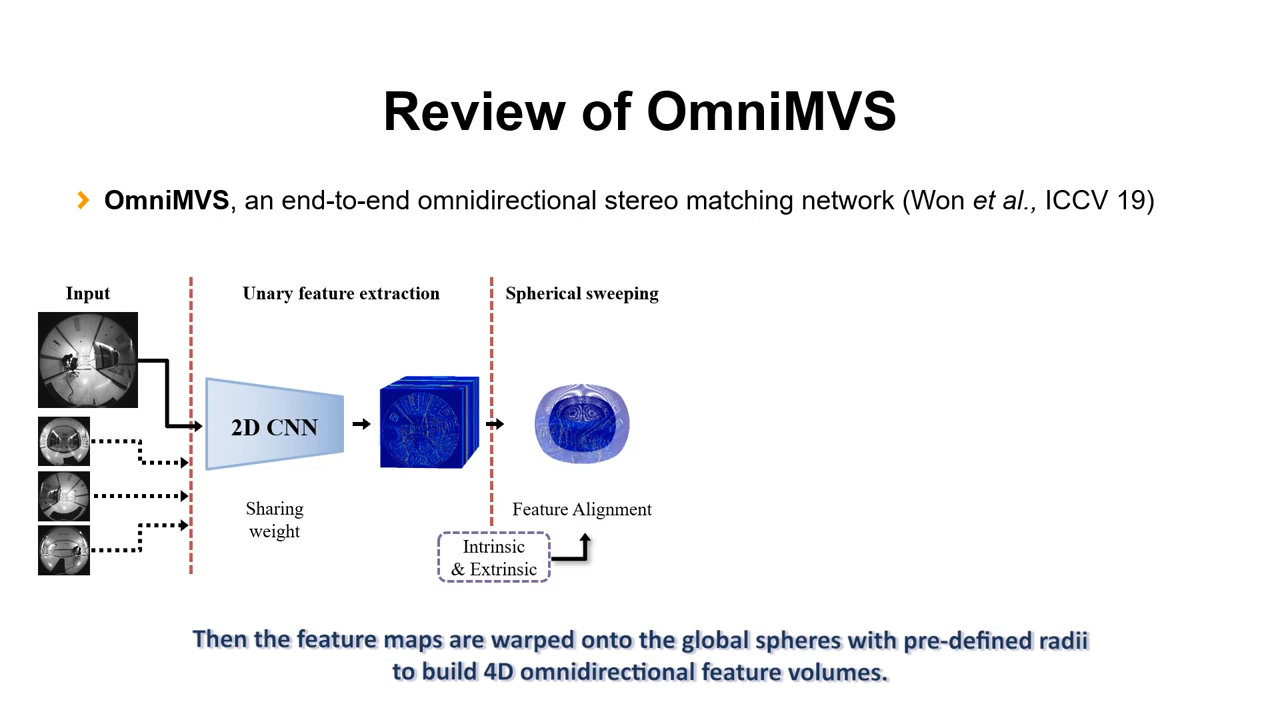 Review of OmniMVS
OmniMVS, an end-to-end omnidirectional stereo matching network (Won et al., ICCV 19)
Input
Unary feature extraction
Spherical sweeping
2D CNN
Sharing
weight
Feature Alignment
Intrinsic
& Extrinsic
Then the feature maps are warped onto the global spheres with pre-defined radii
to build 4D omnidirectional feature volumes.